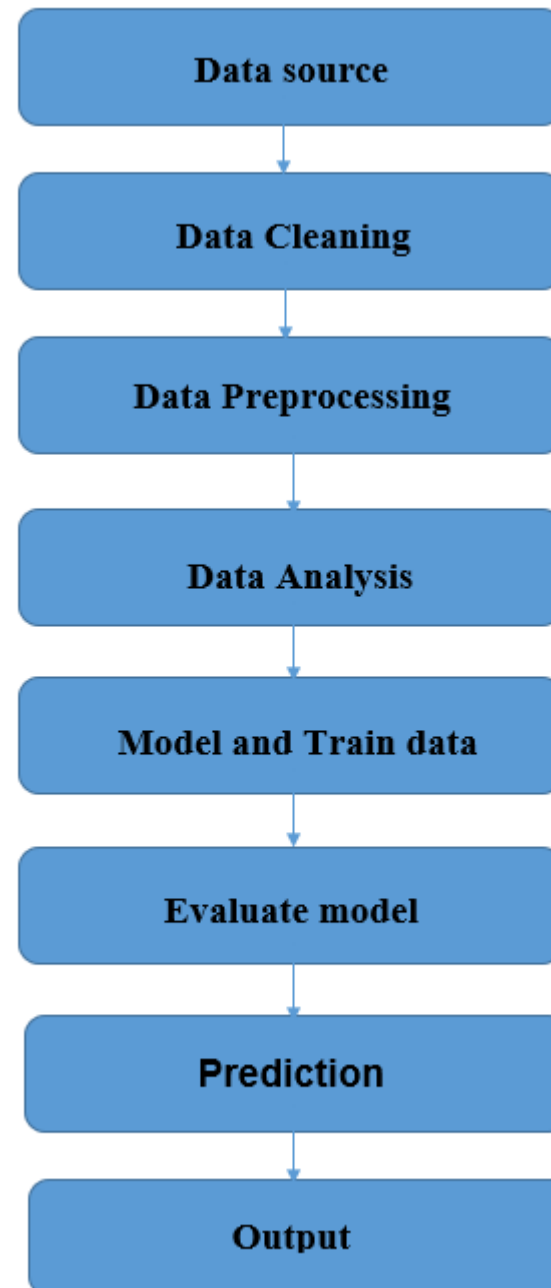 Data source
Data Cleaning
Data Preprocessing
Data Analysis
Model and Train data
Evaluate model
Prediction
Output